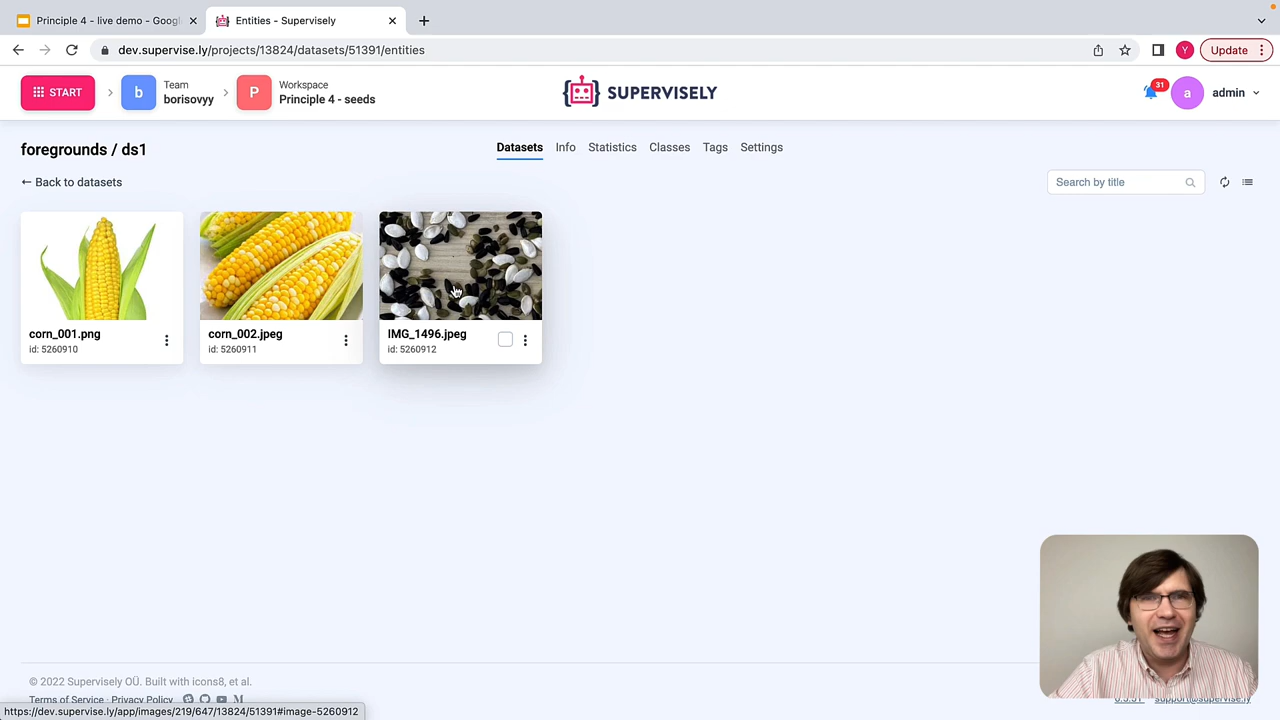 Principle 4 - live demo - Goog
Entities - Supervisely
dev.supervise.ly/projects/13824/datasets/51391/entities
Update
START
b
Team
borisovyy
P
Workspace
Principle 4 - seeds
SUPERVISELY
31
a
admin
foregrounds / ds1
Datasets
Info
Statistics
Classes
Tags
Settings
← Back to datasets
Search by title
corn_001.png
id: 5260910
corn_002.jpeg
id: 5260911
IMG_1496.jpeg
id: 5260912
© 2022 Supervisely OÜ. Built with icons8, et al.
Terms of Service · Privacy Policy
support@supervise.ly
https://dev.supervise.ly/app/images/219/647/13824/51391#image-5260912
Y